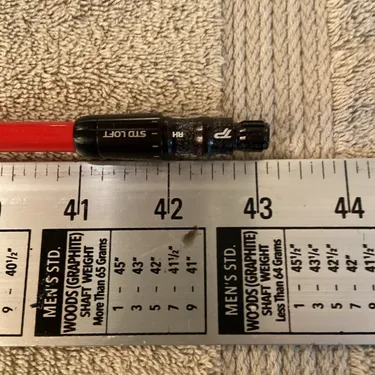 STD LOFT
RH
TP
41 42 43 44
9 – 40½"
MEN'S STD.
WOODS (GRAPHITE)
SHAFT WEIGHT
More Than 65 Grams
1 – 45"
3 – 43"
5 – 42"
7 – 41½"
9 – 41"
MEN'S STD.
WOODS (GRAPHITE)
SHAFT WEIGHT
Less Than 64 Grams
1 – 45½"
3 – 43¼"
5 – 42½"
7 – 42"
9 – 41½"